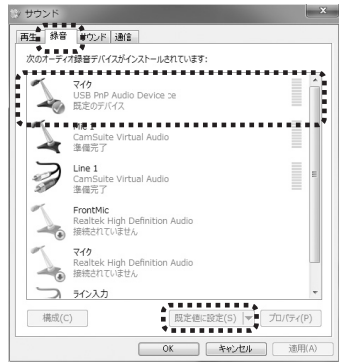 サウンド
再生 録音 サウンド 通信
次のオーディオ録音デバイスがインストールされています:
マイク
USB PnP Audio Device
既定のデバイス
Mic 1
CamSuite Virtual Audio
準備完了
Line 1
CamSuite Virtual Audio
準備完了
FrontMic
Realtek High Definition Audio
接続されていません
マイク
Realtek High Definition Audio
接続されていません
ライン入力
構成(C) 既定値に設定(S) プロパティ(P)
OK キャンセル 適用(A)